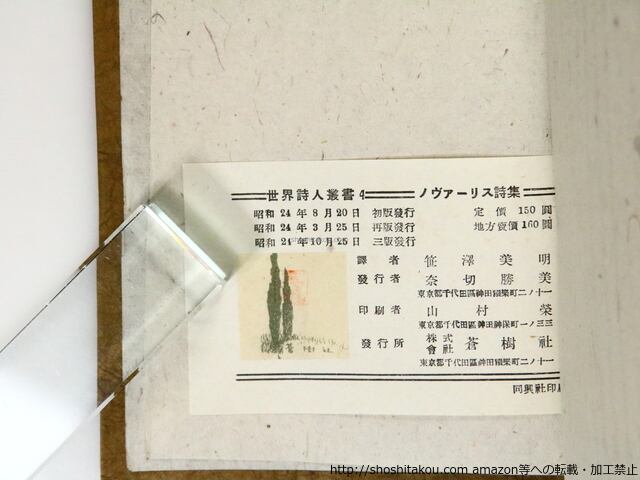 世界詩人叢書 4 ノヴァーリス詩集
昭和 24 年 8 月 20 日 初版發行 定價 150 圓
昭和 24 年 3 月 25 日 再版發行 地方賣價 160 圓
昭和 24 年 10 月 25 日 三版發行
譯者 笹澤美明
發行者 奈切勝美
東京都千代田區神田猿樂町二ノ十一
印刷者 山村榮
東京都千代田區神田神保町一ノ三三
發行所 株式會社 蒼樹社
東京都千代田區神田猿樂町二ノ十一
同興社印刷
http://shoshitakou.com amazon等への転載・加工禁止